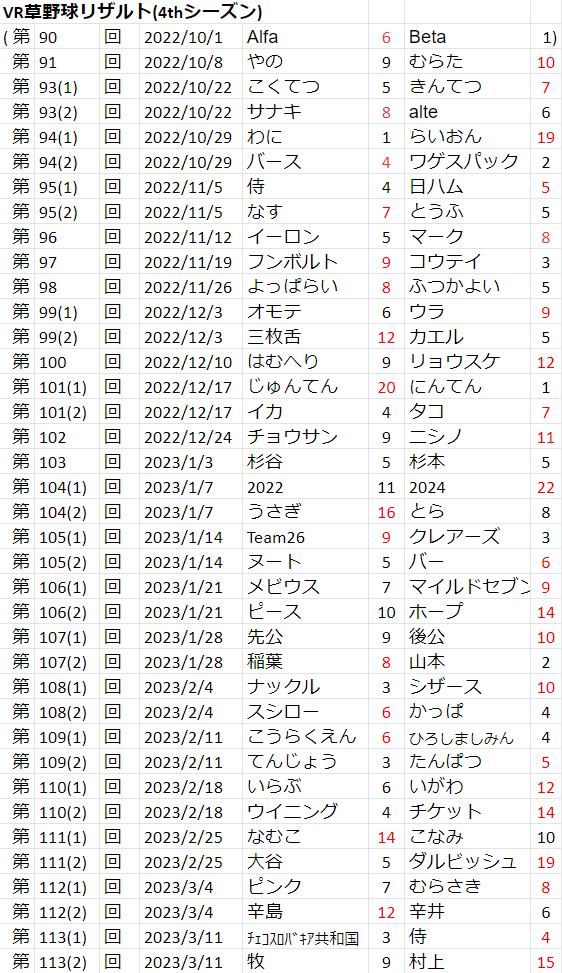 VR草野球リザルト(4thシーズン)
( 第 90 回 2022/10/1 Alfa 6 Beta 1)
第 91 回 2022/10/8 やの 9 むらた 10
第 93(1) 回 2022/10/22 こくてつ 5 きんてつ 7
第 93(2) 回 2022/10/22 サナキ 8 alte 6
第 94(1) 回 2022/10/29 わに 1 らいおん 19
第 94(2) 回 2022/10/29 バース 4 ワゲスパック 2
第 95(1) 回 2022/11/5 侍 4 日ハム 5
第 95(2) 回 2022/11/5 なす 7 とうふ 5
第 96 回 2022/11/12 イーロン 5 マーク 8
第 97 回 2022/11/19 フンボルト 9 コウテイ 3
第 98 回 2022/11/26 よっぱらい 8 ふつかよい 5
第 99(1) 回 2022/12/3 オモテ 6 ウラ 9
第 99(2) 回 2022/12/3 三枚舌 12 カエル 5
第 100 回 2022/12/10 はむへり 9 リョウスケ 12
第 101(1) 回 2022/12/17 じゅんてん 20 にんてん 1
第 101(2) 回 2022/12/17 イカ 4 タコ 7
第 102 回 2022/12/24 チョウサン 9 ニシノ 11
第 103 回 2023/1/3 杉谷 5 杉本 5
第 104(1) 回 2023/1/7 2022 11 2024 22
第 104(2) 回 2023/1/7 うさぎ 16 とら 8
第 105(1) 回 2023/1/14 Team26 9 クレアーズ 3
第 105(2) 回 2023/1/14 ヌート 5 バー 6
第 106(1) 回 2023/1/21 メビウス 7 マイルドセブン 9
第 106(2) 回 2023/1/21 ピース 10 ホープ 14
第 107(1) 回 2023/1/28 先公 9 後公 10
第 107(2) 回 2023/1/28 稲葉 8 山本 2
第 108(1) 回 2023/2/4 ナックル 3 シザース 10
第 108(2) 回 2023/2/4 スシロー 6 かっぱ 4
第 109(1) 回 2023/2/11 こうらくえん 6 ひろしましみん 4
第 109(2) 回 2023/2/11 てんじょう 3 たんぱつ 5
第 110(1) 回 2023/2/18 いらぶ 6 いがわ 12
第 110(2) 回 2023/2/18 ウイニング 4 チケット 14
第 111(1) 回 2023/2/25 なむこ 14 こなみ 10
第 111(2) 回 2023/2/25 大谷 5 ダルビッシュ 19
第 112(1) 回 2023/3/4 ピンク 7 むらさき 8
第 112(2) 回 2023/3/4 辛島 12 辛井 6
第 113(1) 回 2023/3/11 ﾁｪｺｽﾛﾊﾞｷｱ共和国 3 侍 4
第 113(2) 回 2023/3/11 牧 9 村上 15